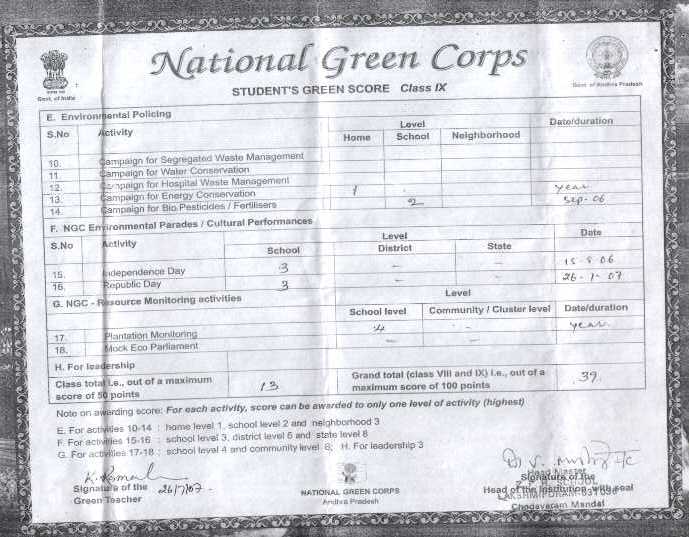 National Green Corps
STUDENT'S GREEN SCORE Class IX
Govt. of India
Govt. of Andhra Pradesh
E. Environmental Policing
S.No Activity Level Date/duration
Home School Neighborhood
10. Campaign for Segregated Waste Management
11. Campaign for Water Conservation
12. Campaign for Hospital Waste Management
13. Campaign for Energy Conservation 1 year
14. Campaign for Bio Pesticides / Fertilisers 2 Sep-06
F. NGC Environmental Parades / Cultural Performances
S.No Activity Level Date
School District State
15. Independence Day 3 - - 15-8-06
16. Republic Day 3 - - 26-1-07
G. NGC - Resource Monitoring activities Level
School level Community / Cluster level Date/duration
17. Plantation Monitoring 4 - year
18. Mock Eco Parliament - -
H. For leadership
Class total i.e., out of a maximum score of 50 points 13 Grand total (class VIII and IX) i.e., out of a maximum score of 100 points 39
Note on awarding score: For each activity, score can be awarded to only one level of activity (highest)
E. For activities 10-14 : home level 1, school level 2 and neighborhood 3
F. For activities 15-16 : school level 3, district level 5 and state level 8
G. For activities 17-18 : school level 4 and community level 8; H. For leadership 3
Signature of the
Green Teacher
26/7/07
NATIONAL GREEN CORPS
Andhra Pradesh
Head Master
Signature of the
Head of the Institution with seal
Chodavaram Mandal